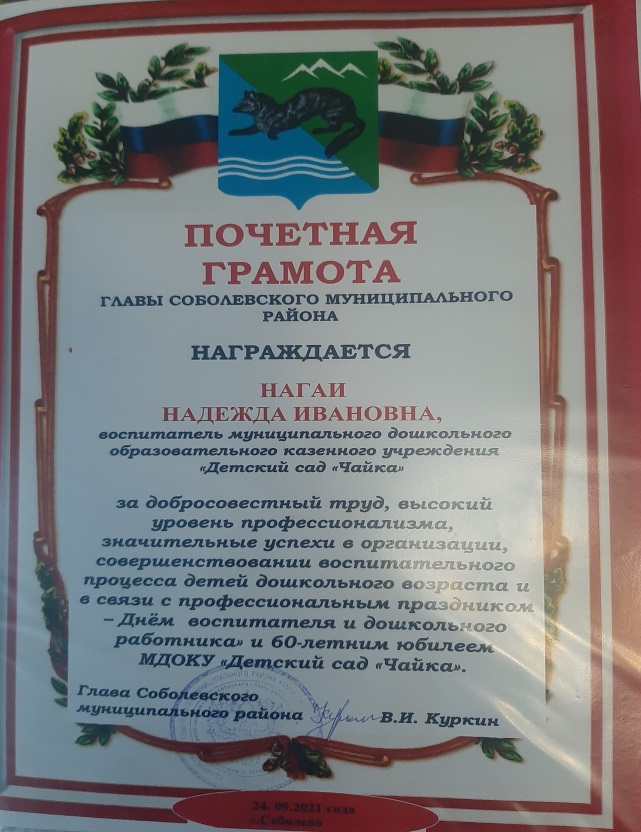 ПОЧЕТНАЯ
ГРАМОТА
ГЛАВЫ СОБОЛЕВСКОГО МУНИЦИПАЛЬНОГО
РАЙОНА
НАГРАЖДАЕТСЯ
НАГАИ
НАДЕЖДА ИВАНОВНА,
воспитатель муниципального дошкольного
образовательного казенного учреждения
«Детский сад «Чайка»
за добросовестный труд, высокий
уровень профессионализма,
значительные успехи в организации,
совершенствовании воспитательного
процесса детей дошкольного возраста и
в связи с профессиональным праздником
– Днём воспитателя и дошкольного
работника» и 60-летним юбилеем
МДОКУ «Детский сад «Чайка».
Глава Соболевского
муниципального района В.И. Куркин
24. 09.2021 года
с.Соболево